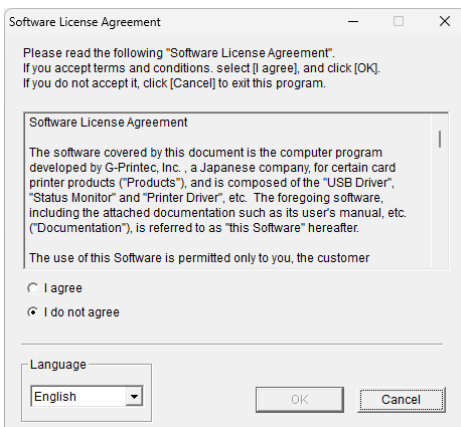 Software License Agreement
Please read the following "Software License Agreement".
If you accept terms and conditions. select [I agree], and click [OK].
If you do not accept it, click [Cancel] to exit this program.
Software License Agreement
The software covered by this document is the computer program
developed by G-Printec, Inc. , a Japanese company, for certain card
printer products ("Products"), and is composed of the "USB Driver",
"Status Monitor" and "Printer Driver", etc. The foregoing software,
including the attached documentation such as its user's manual, etc.
("Documentation"), is referred to as "this Software" hereafter.
The use of this Software is permitted only to you, the customer
I agree
I do not agree
Language
English
OK
Cancel